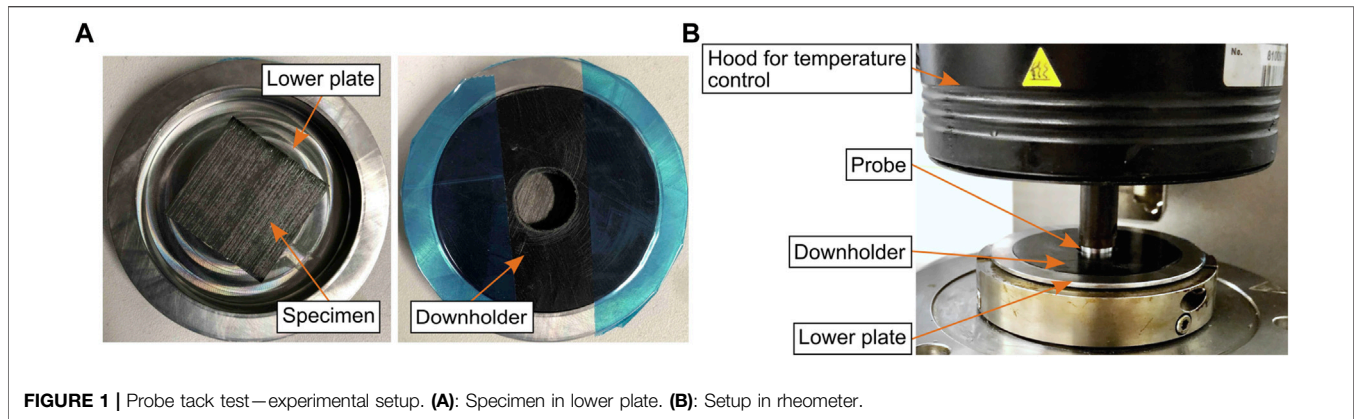 A
Lower plate
Specimen
Downholder
B
Hood for temperature
control
No.
Probe
Downholder
Lower plate
FIGURE 1 | Probe tack test—experimental setup. (A): Specimen in lower plate. (B): Setup in rheometer.